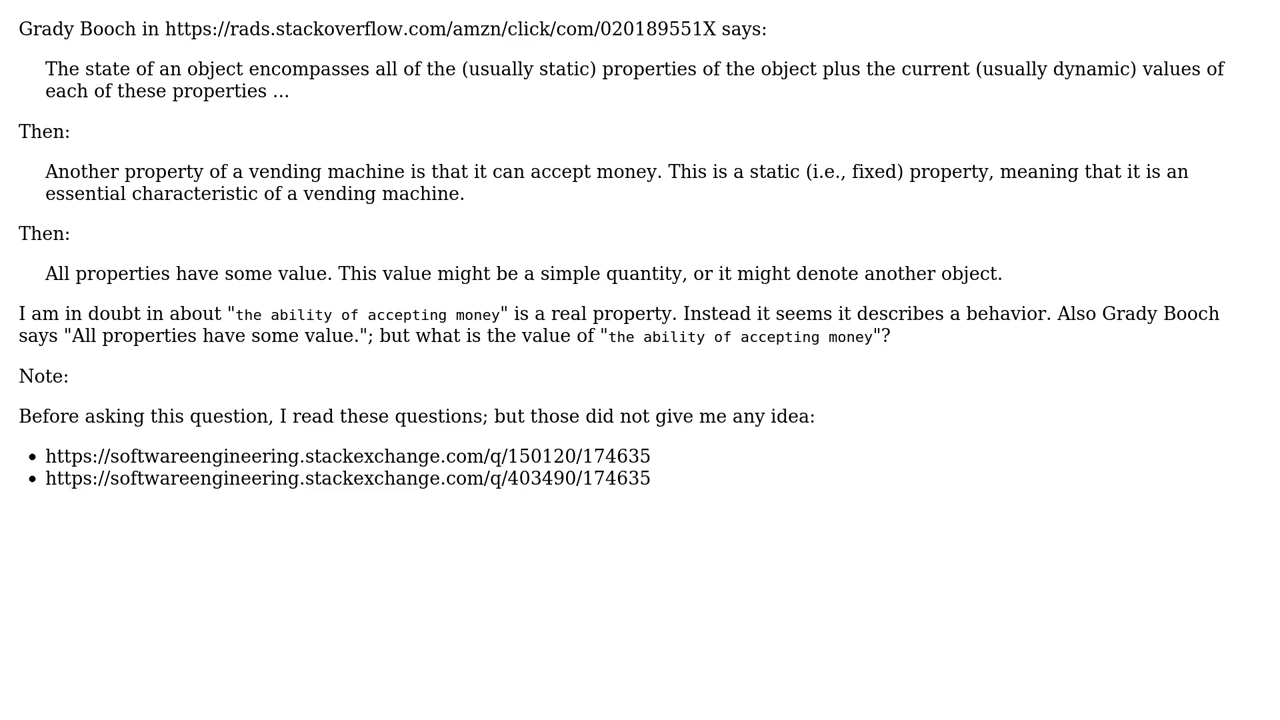 Grady Booch in https://rads.stackoverflow.com/amzn/click/com/020189551X says:
The state of an object encompasses all of the (usually static) properties of the object plus the current (usually dynamic) values of
each of these properties ...
Then:
Another property of a vending machine is that it can accept money. This is a static (i.e., fixed) property, meaning that it is an
essential characteristic of a vending machine.
Then:
All properties have some value. This value might be a simple quantity, or it might denote another object.
I am in doubt in about "the ability of accepting money" is a real property. Instead it seems it describes a behavior. Also Grady Booch
says "All properties have some value."; but what is the value of "the ability of accepting money"?
Note:
Before asking this question, I read these questions; but those did not give me any idea:
• https://softwareengineering.stackexchange.com/q/150120/174635
• https://softwareengineering.stackexchange.com/q/403490/174635